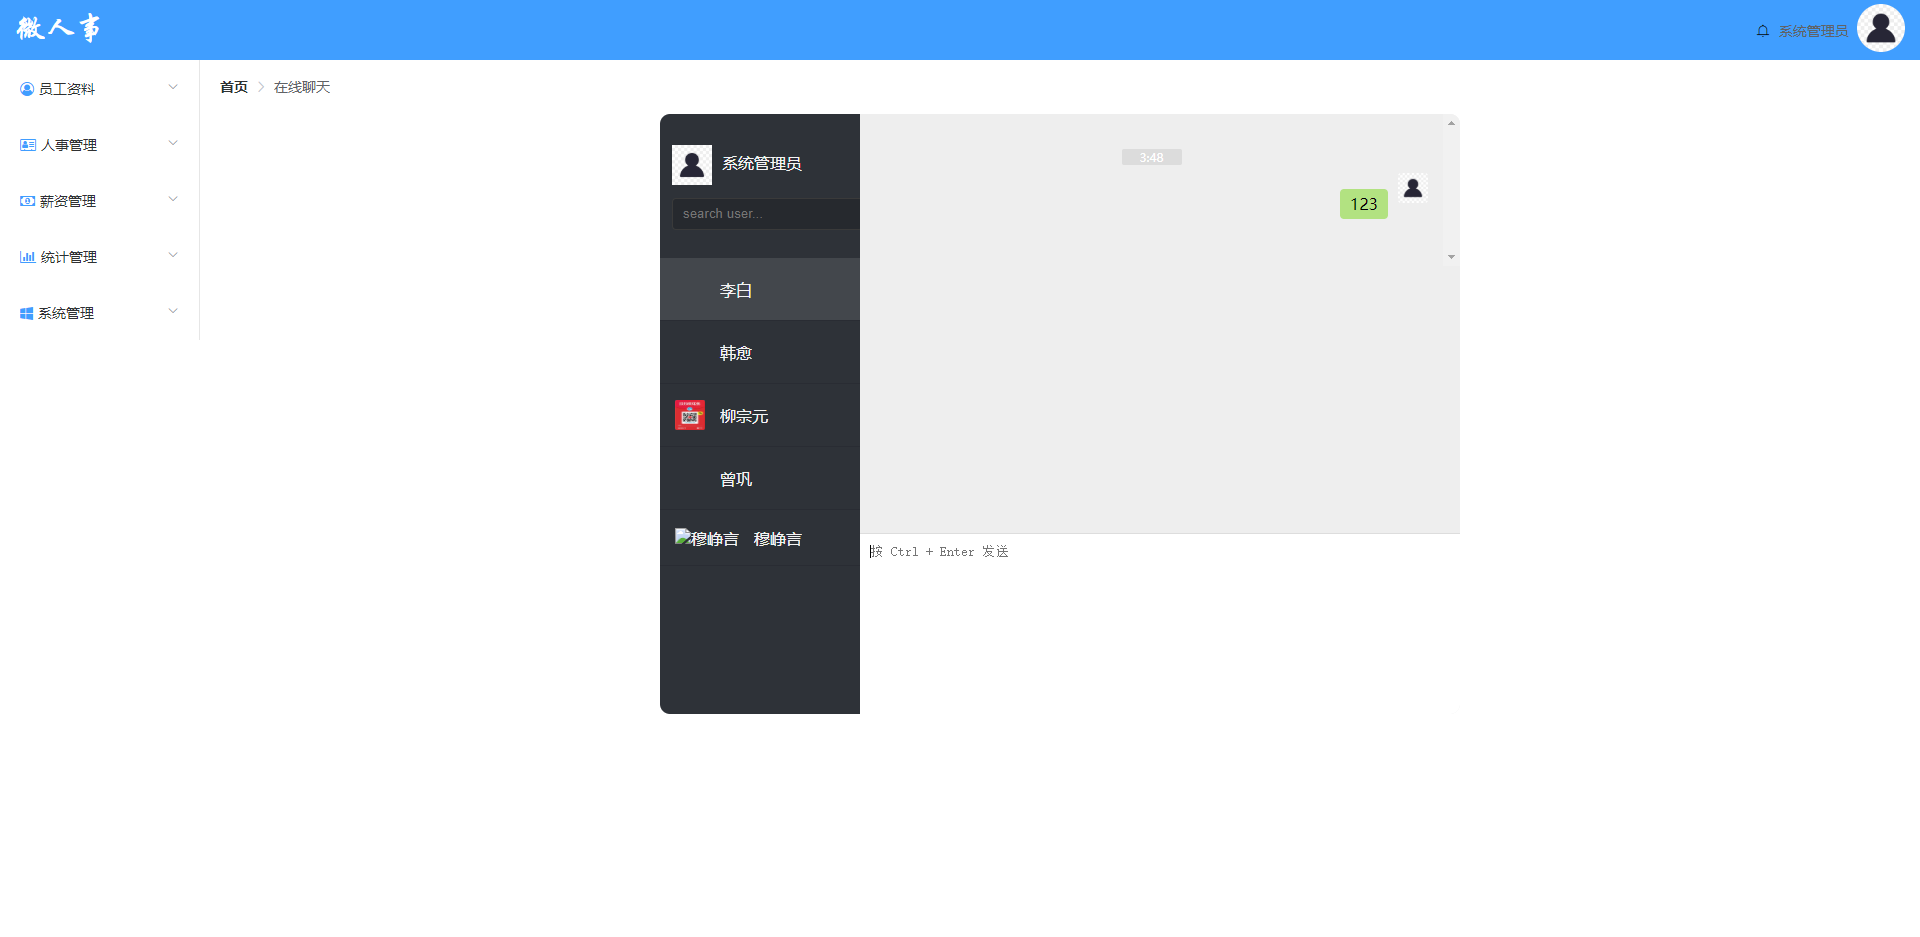 微人事
系统管理员
员工资料
人事管理
薪资管理
统计管理
系统管理
首页
在线聊天
系统管理员
search user...
李白
韩愈
柳宗元
曾巩
穆峥言 穆峥言
3:48
123
按 Ctrl + Enter 发送